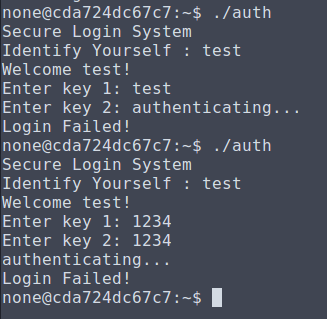 none@cda724dc67c7:~$ ./auth
Secure Login System
Identify Yourself : test
Welcome test!
Enter key 1: test
Enter key 2: authenticating...
Login Failed!
none@cda724dc67c7:~$ ./auth
Secure Login System
Identify Yourself : test
Welcome test!
Enter key 1: 1234
Enter key 2: 1234
authenticating...
Login Failed!
none@cda724dc67c7:~$